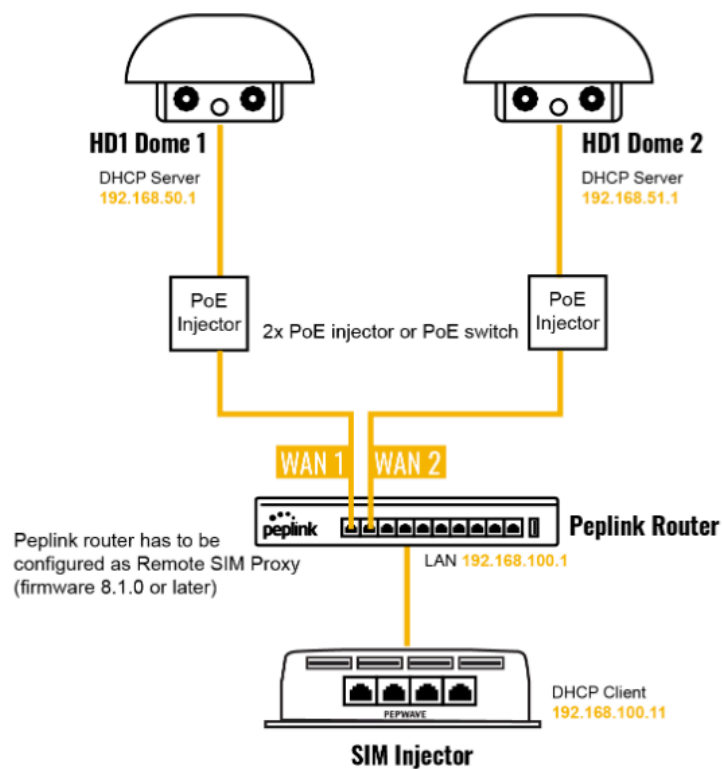 HD1 Dome 1
DHCP Server
192.168.50.1
HD1 Dome 2
DHCP Server
192.168.51.1
PoE
Injector
2x PoE injector or PoE switch
PoE
Injector
WAN 1
WAN 2
peplink
Peplink Router
Peplink router has to be
configured as Remote SIM Proxy
(firmware 8.1.0 or later)
LAN 192.168.100.1
PEPWAVE
DHCP Client
192.168.100.11
SIM Injector